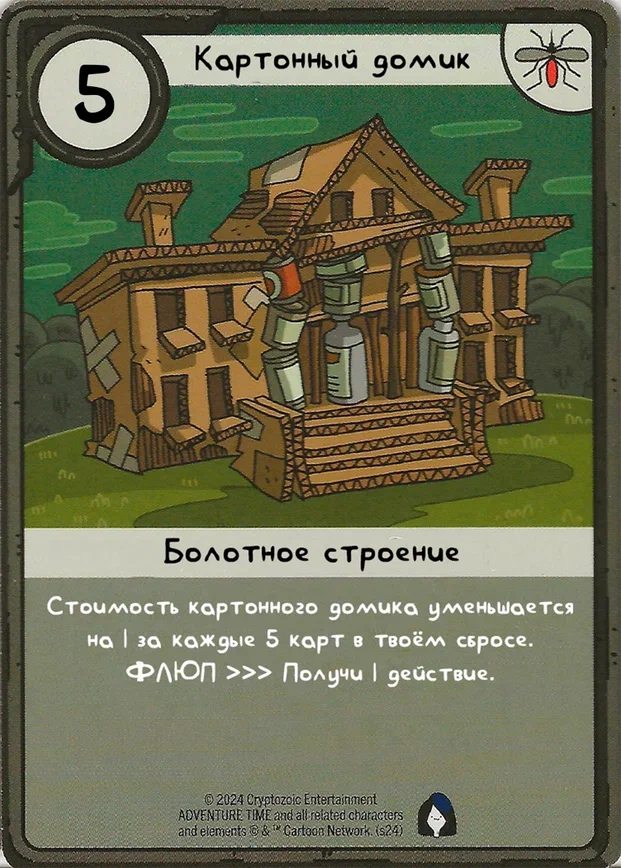 5
Картонный домик
Болотное строение
Стоимость картонного домика уменьшается
на 1 за каждые 5 карт в твоём сбросе.
ФЛЮП >>> Получи 1 действие.
© 2024 Cryptozoic Entertainment
ADVENTURE TIME and all related characters
and elements © & ™ Cartoon Network. (s24)